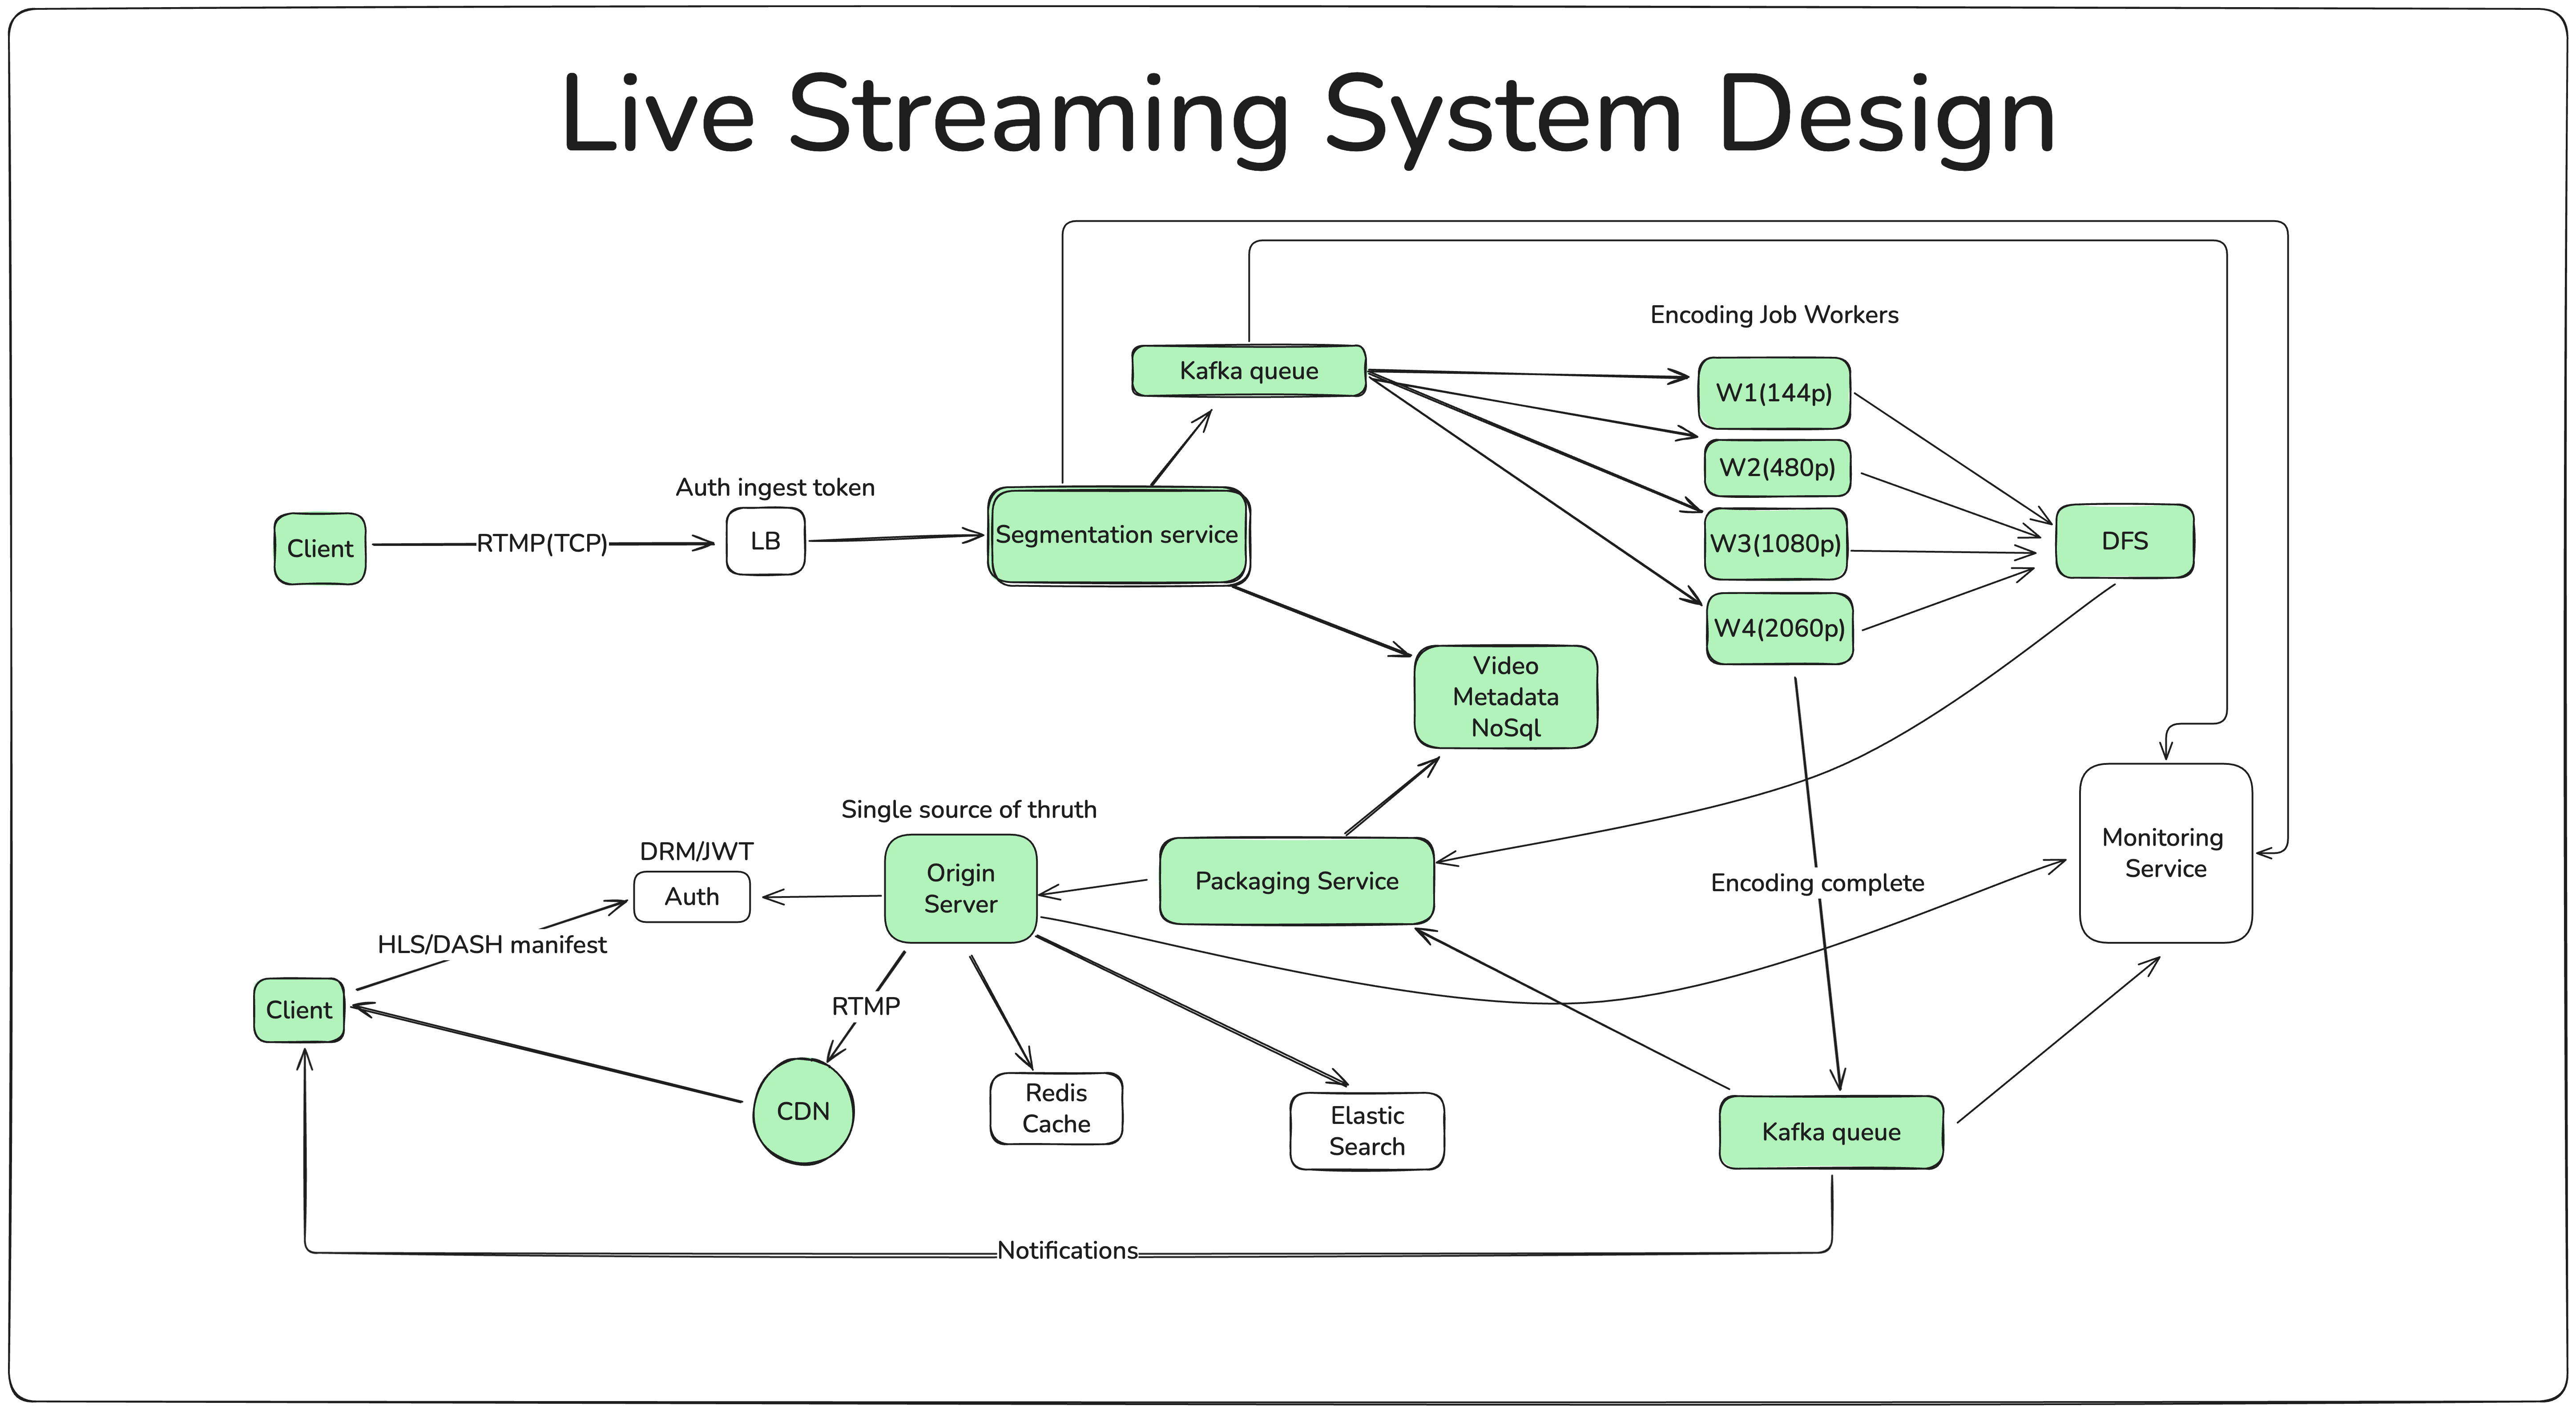 Live Streaming System Design
Encoding Job Workers
Kafka queue
W1(144p)
W2(480p)
Auth ingest token
Client
RTMP(TCP)
LB
Segmentation service
W3(1080p)
DFS
W4(2060p)
Video
Metadata
NoSql
Single source of thruth
DRM/JWT
Auth
Origin
Server
Packaging Service
Encoding complete
Monitoring
Service
HLS/DASH manifest
Client
RTMP
CDN
Redis
Cache
Elastic
Search
Kafka queue
Notifications